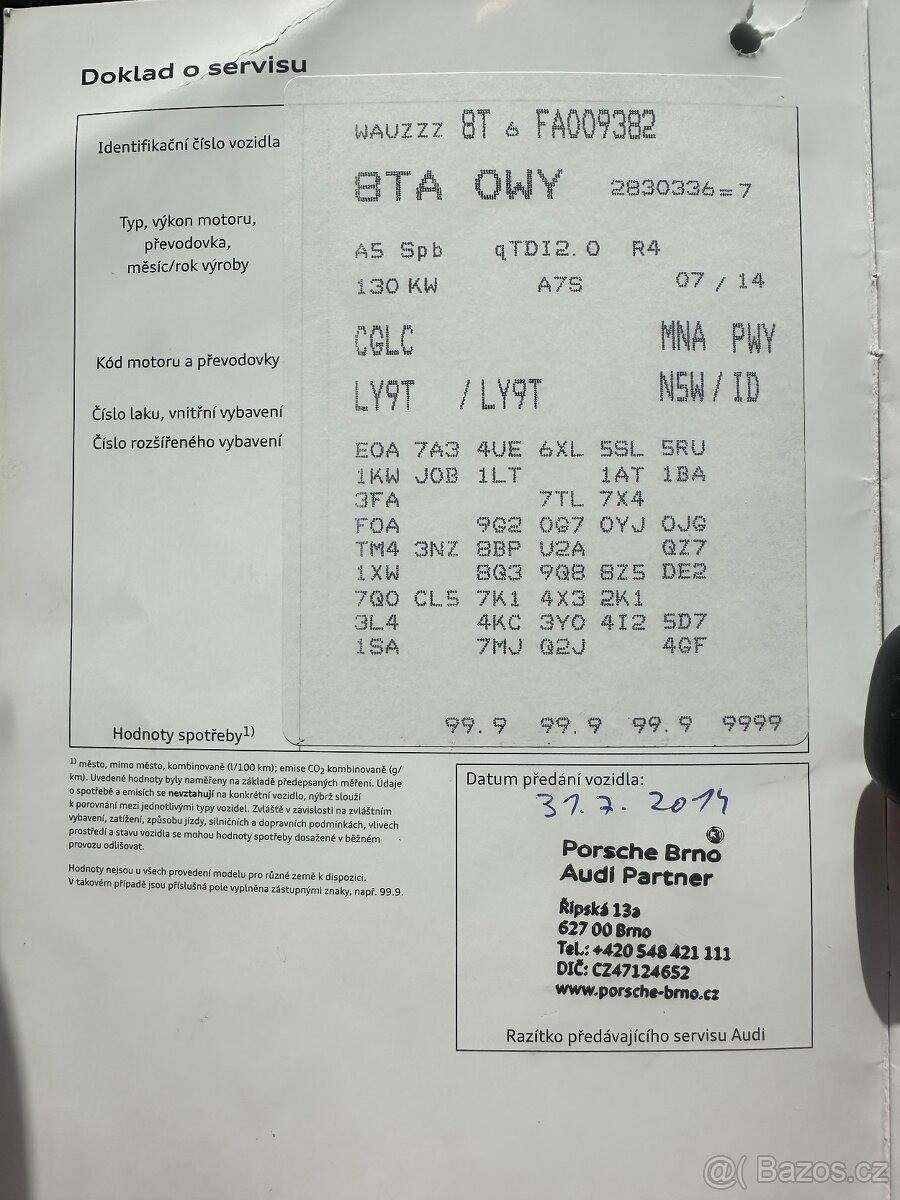 Doklad o servisu
Identifikační číslo vozidla
WAUZZZ 8T 6 FA009382
8TA 0WY 2830336=7
Typ, výkon motoru,
převodovka,
měsíc/rok výroby
A5 Spb qTDI2.0 R4
130 KW A7S 07 / 14
Kód motoru a převodovky
CGLC MNA PWY
Číslo laku, vnitřní vybavení
LY9T /LY9T N5W/ID
Číslo rozšířeného vybavení
E0A 7A3 4UE 6XL 5SL 5RU
1KW J0B 1LT 1AT 1BA
3FA 7TL 7X4
F0A 9G2 0G7 0YJ 0JG
TM4 3NZ 8BP U2A QZ7
1XW 8Q3 9Q8 8Z5 DE2
7Q0 CL5 7K1 4X3 2K1
3L4 4KC 3Y0 4I2 5D7
1SA 7MJ Q2J 4GF
Hodnoty spotřeby1)
99.9 99.9 99.9 9999
1) město, mimo město, kombinované (l/100 km); emise CO2 kombinované (g/
km). Uvedené hodnoty byly naměřeny na základě předepsaných měření. Údaje
o spotřebě a emisích se nevztahují na konkrétní vozidlo, nýbrž slouží
k porovnání mezi jednotlivými typy vozidel. Zvláště v závislosti na zvláštním
vybavení, zatížení, způsobu jízdy, silničních a dopravních podmínkách, vlivech
prostředí a stavu vozidla se mohou hodnoty spotřeby dosažené v běžném
provozu odlišovat.
Hodnoty nejsou u všech provedení modelu pro různé země k dispozici.
V takovém případě jsou příslušná pole vyplněna zástupnými znaky, např. 99.9.
Datum předání vozidla:
31.7.2014
Porsche Brno
Audi Partner
Řípská 13a
627 00 Brno
Tel.: +420 548 421 111
DIČ: CZ47124652
www.porsche-brno.cz
Razítko předávajícího servisu Audi
@( Bazos.cz